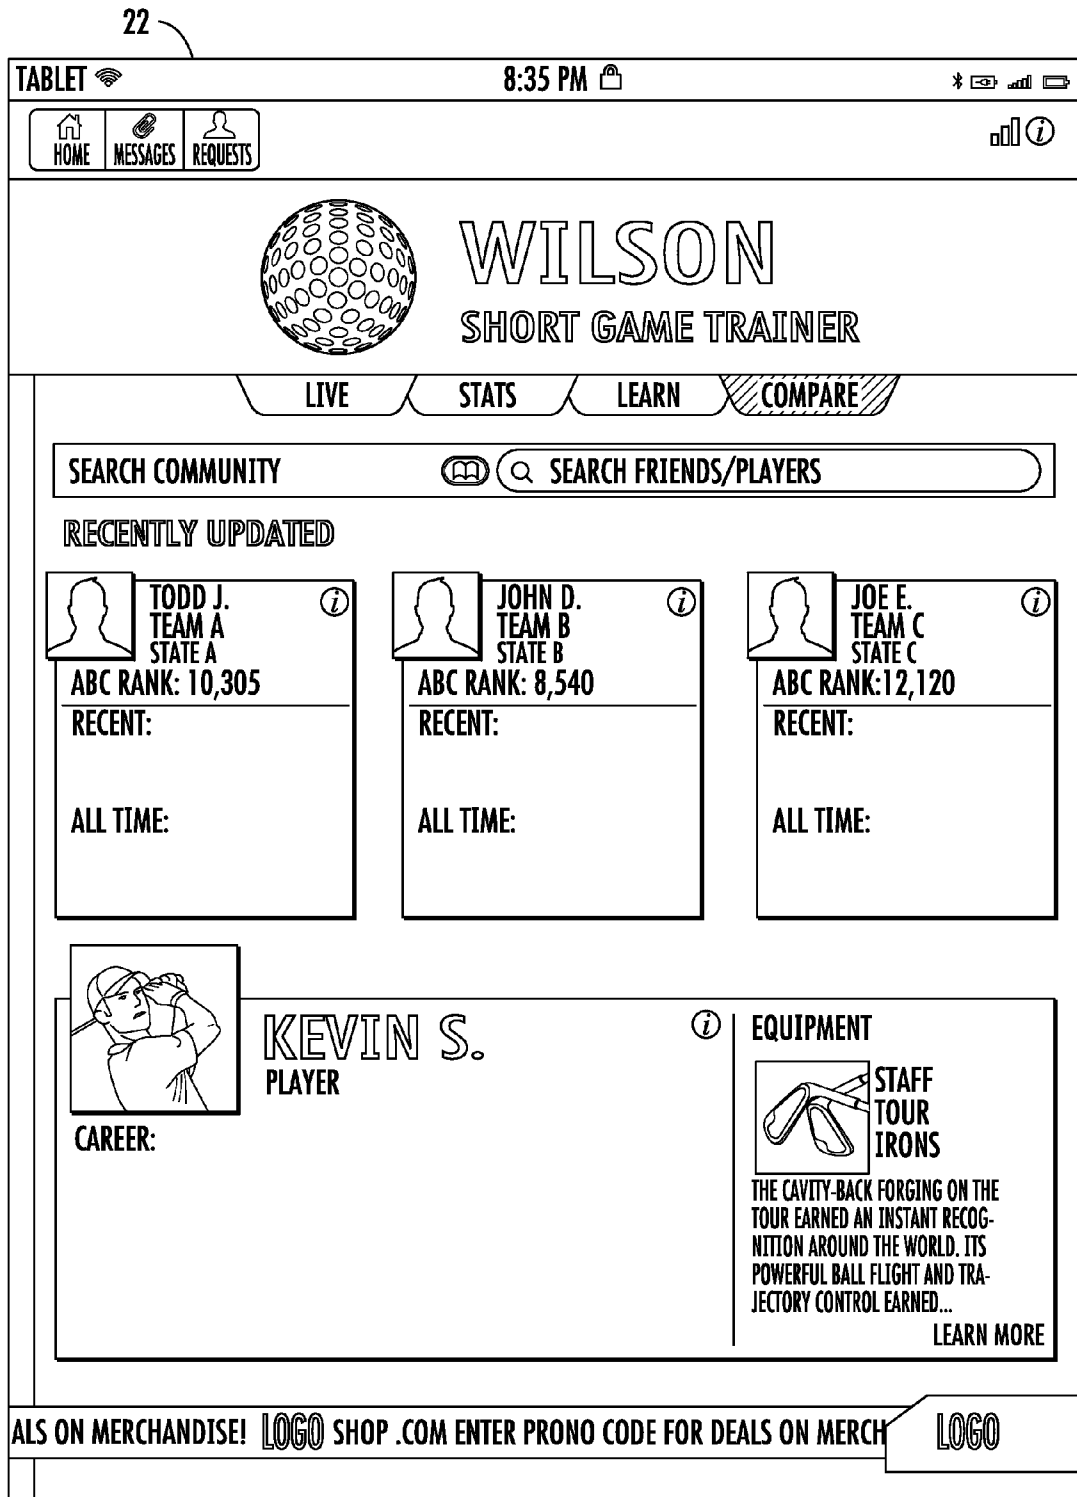 22
TABLET 8:35 PM
HOME MESSAGES REQUESTS i
WILSON
SHORT GAME TRAINER
LIVE STATS LEARN COMPARE
SEARCH COMMUNITY SEARCH FRIENDS/PLAYERS
RECENTLY UPDATED
TODD J. i
TEAM A
STATE A
ABC RANK: 10,305
RECENT:
ALL TIME:
JOHN D. i
TEAM B
STATE B
ABC RANK: 8,540
RECENT:
ALL TIME:
JOE E. i
TEAM C
STATE C
ABC RANK:12,120
RECENT:
ALL TIME:
KEVIN S. i
PLAYER
CAREER:
EQUIPMENT
STAFF
TOUR
IRONS
THE CAVITY-BACK FORGING ON THE
TOUR EARNED AN INSTANT RECOG-
NITION AROUND THE WORLD. ITS
POWERFUL BALL FLIGHT AND TRA-
JECTORY CONTROL EARNED...
LEARN MORE
ALS ON MERCHANDISE! LOGO SHOP .COM ENTER PRONO CODE FOR DEALS ON MERCH LOGO